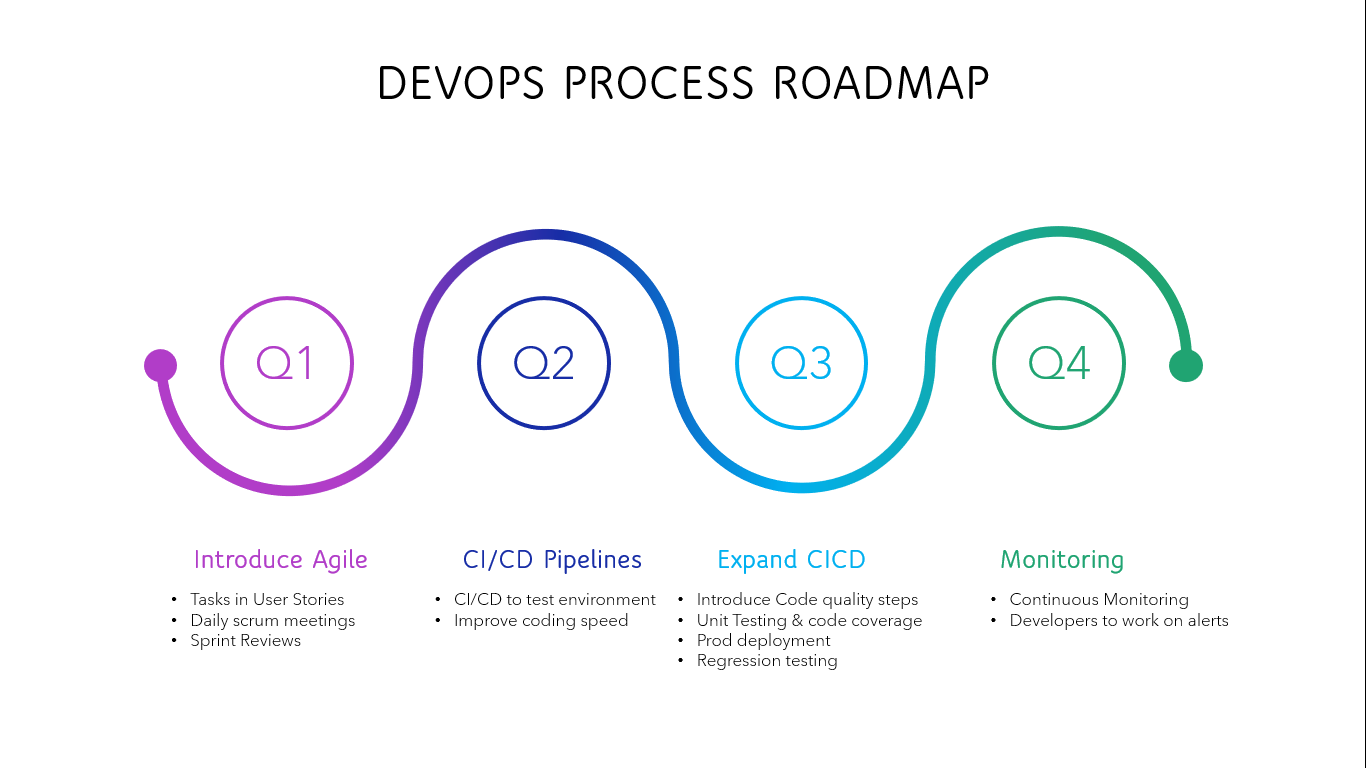 DEVOPS PROCESS ROADMAP
Q1
Q2
Q3
Q4
Introduce Agile
• Tasks in User Stories
• Daily scrum meetings
• Sprint Reviews
CI/CD Pipelines
• CI/CD to test environment
• Improve coding speed
Expand CICD
• Introduce Code quality steps
• Unit Testing & code coverage
• Prod deployment
• Regression testing
Monitoring
• Continuous Monitoring
• Developers to work on alerts